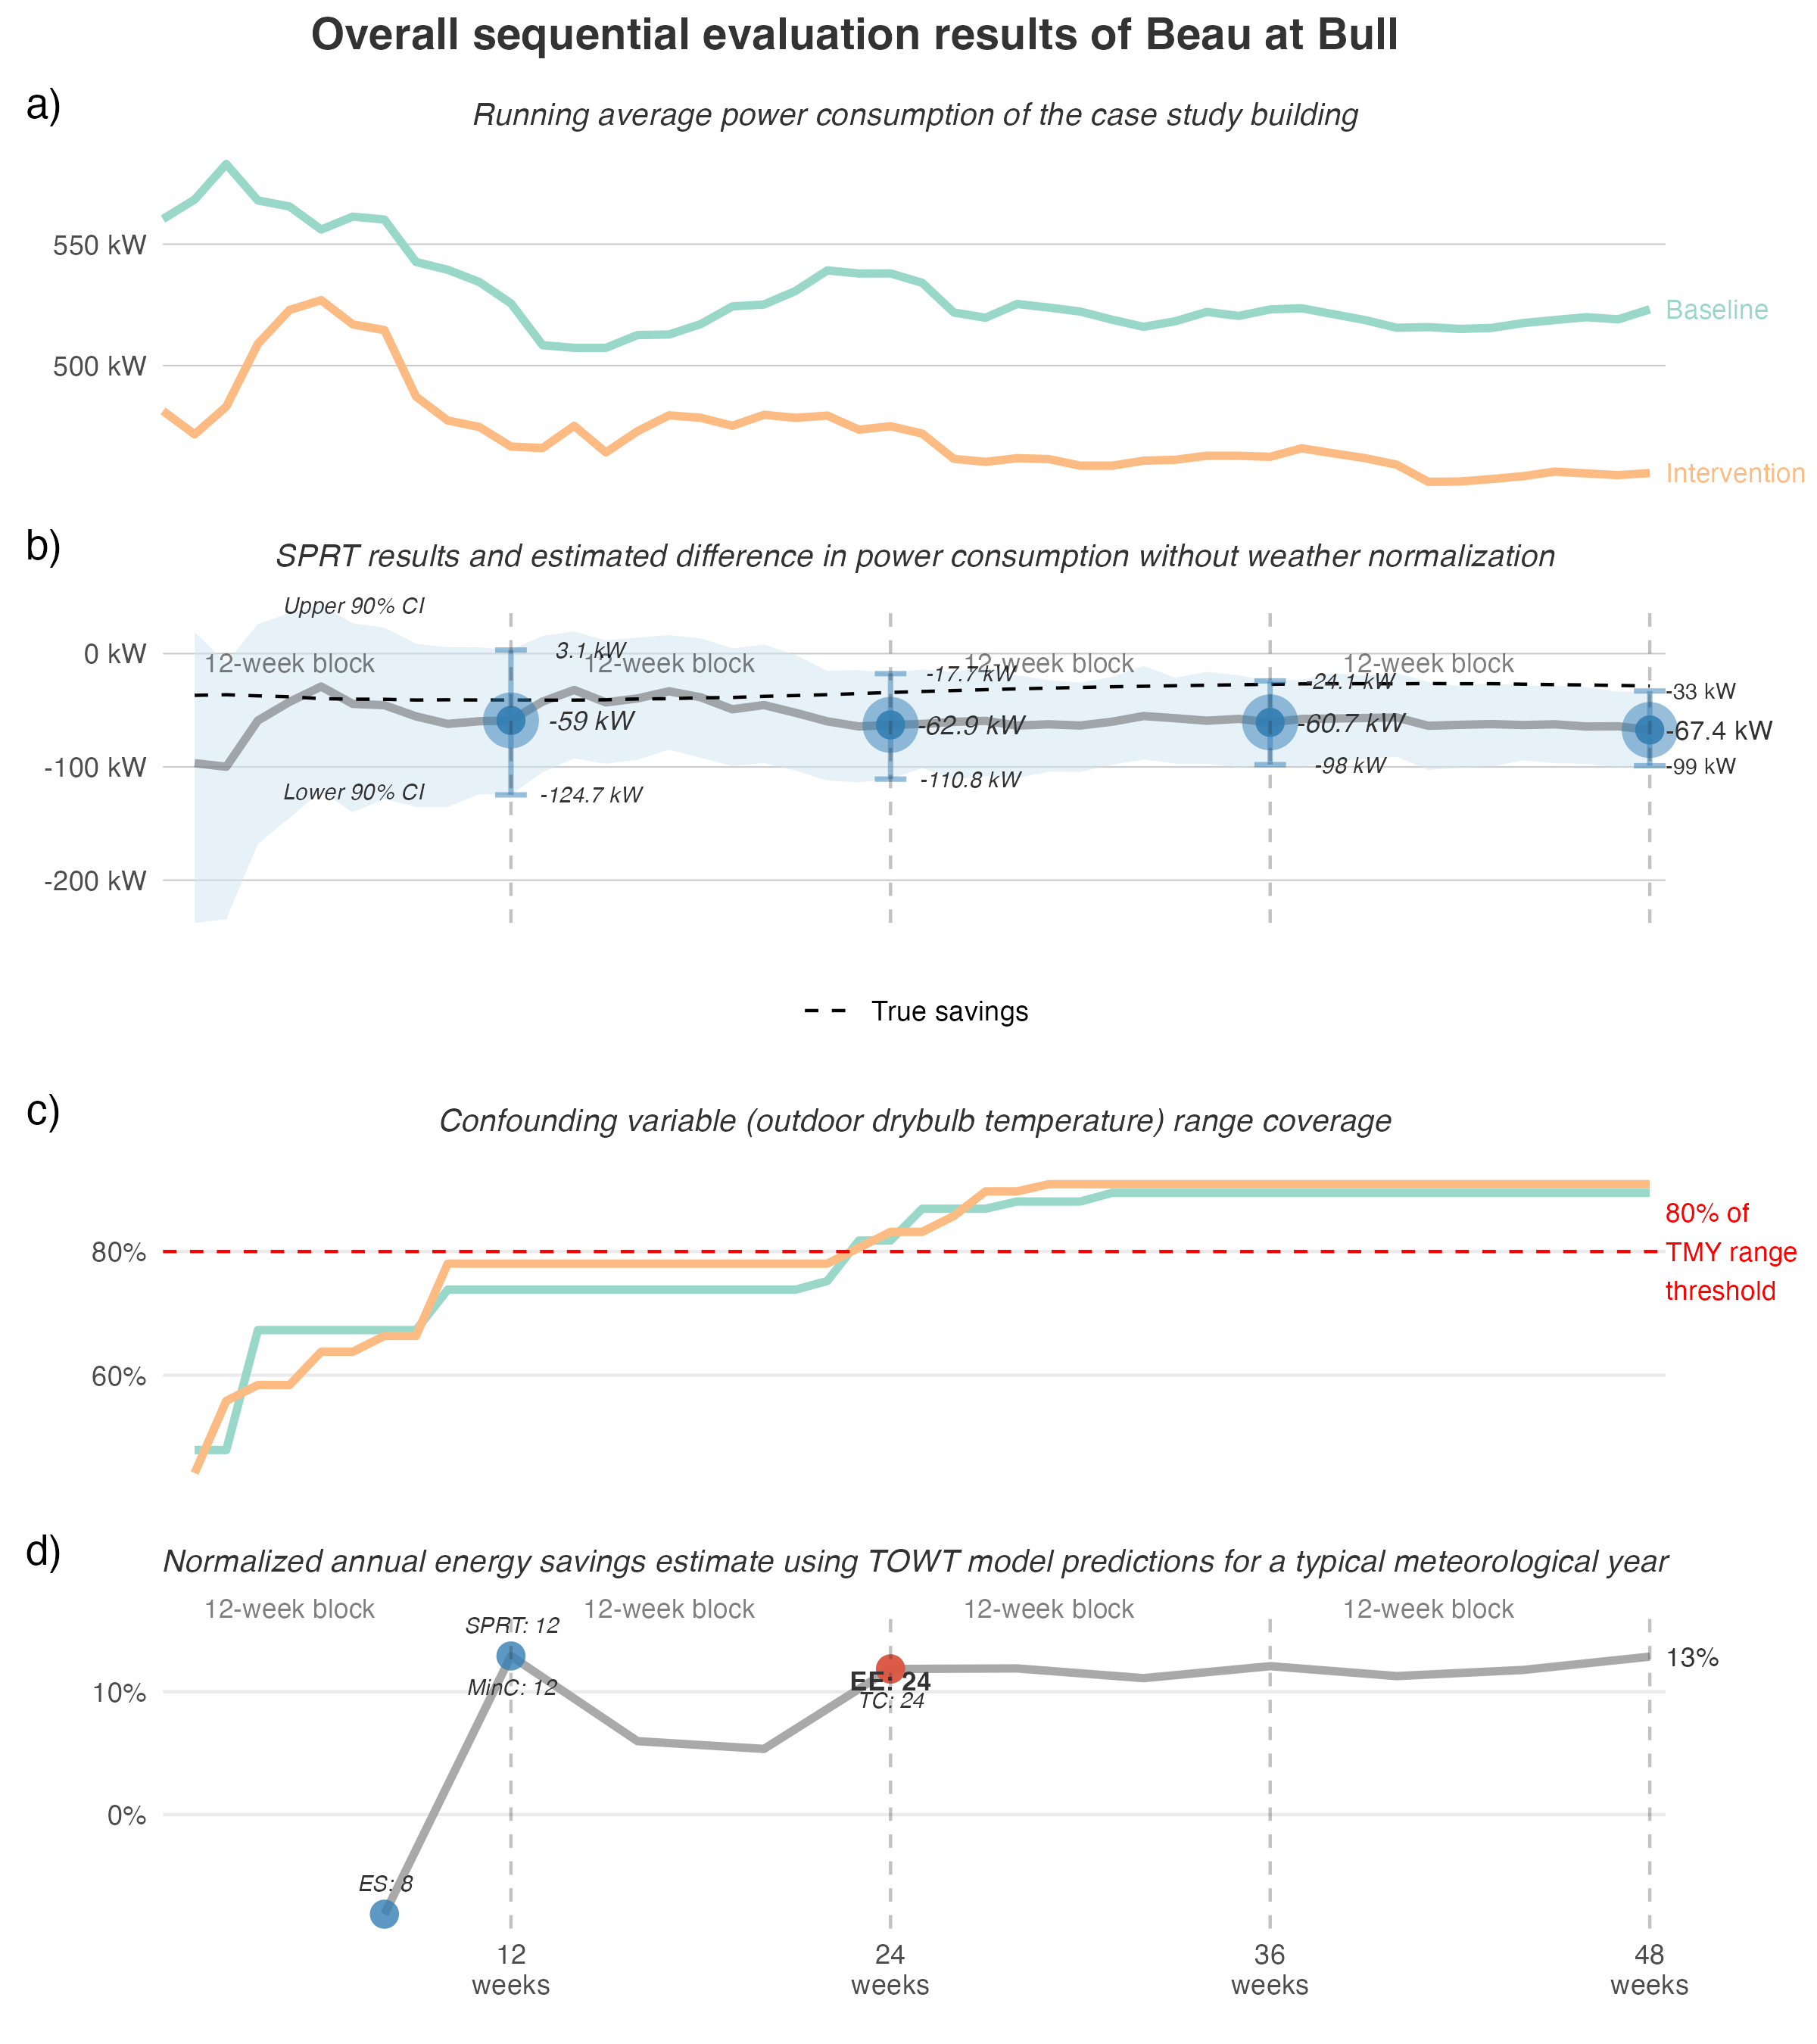 Overall sequential evaluation results of Beau at Bull
a)
Running average power consumption of the case study building
550 kW
500 kW
Baseline
Intervention
b)
SPRT results and estimated difference in power consumption without weather normalization
Upper 90% CI
0 kW
12-week block
3.1 kW
12-week block
-17.7 kW
12-week block
-24.1 kW
12-week block
-33 kW
-59 kW
-62.9 kW
-60.7 kW
-67.4 kW
-100 kW
Lower 90% CI
-124.7 kW
-110.8 kW
-98 kW
-99 kW
-200 kW
True savings
c)
Confounding variable (outdoor drybulb temperature) range coverage
80%
60%
80% of
TMY range
threshold
d)
Normalized annual energy savings estimate using TOWT model predictions for a typical meteorological year
12-week block
12-week block
12-week block
12-week block
SPRT: 12
MinC: 12
EE: 24
TC: 24
13%
10%
0%
ES: 8
12
weeks
24
weeks
36
weeks
48
weeks